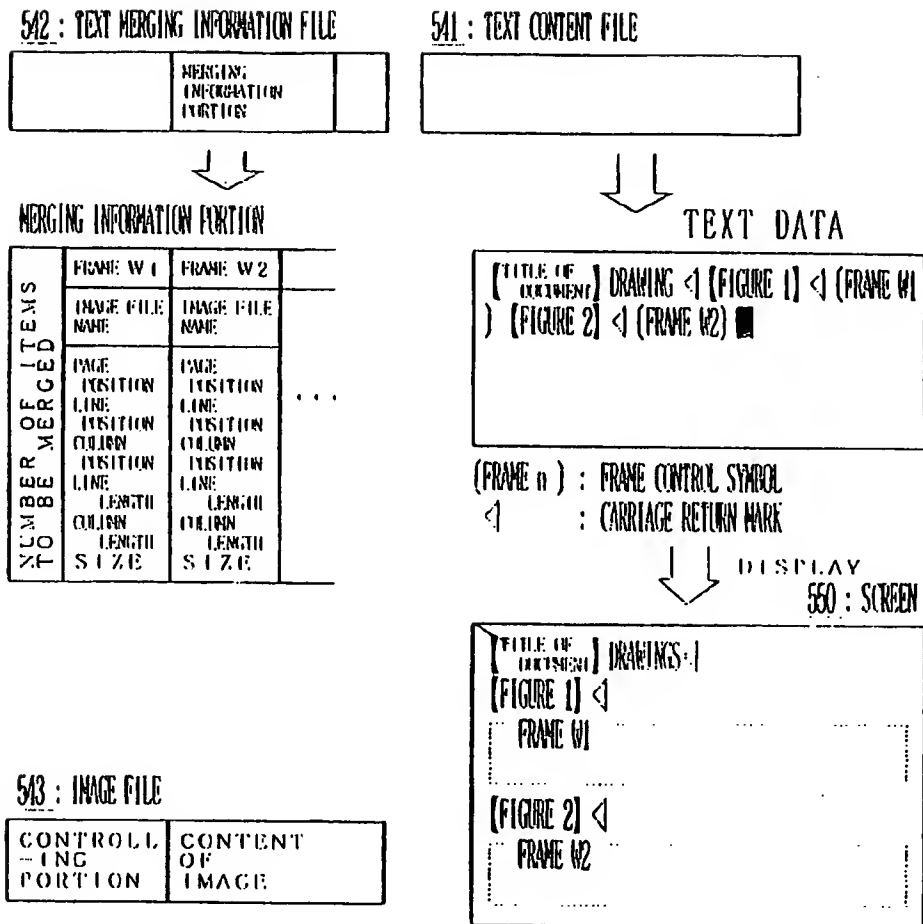 542 : TEXT MERGING INFORMATION FILE
MERGING
INFORMATION
PORTION
MERGING INFORMATION PORTION
NUMBER OF ITEMS
TO BE MERGED
FRAME W 1
IMAGE FILE
NAME
PAGE
POSITION
LINE
POSITION
COLUMN
POSITION
LINE
LENGTH
COLUMN
LENGTH
SIZE
FRAME W 2
IMAGE FILE
NAME
PAGE
POSITION
LINE
POSITION
COLUMN
POSITION
LINE
LENGTH
COLUMN
LENGTH
SIZE
. . .
543 : IMAGE FILE
CONTROLL
-ING
PORTION
CONTENT
OF
IMAGE
541 : TEXT CONTENT FILE
TEXT DATA
[TITLE OF DOCUMENT] DRAWING ◁ [FIGURE 1] ◁ (FRAME W1
) [FIGURE 2] ◁ (FRAME W2) ■
(FRAME n ) : FRAME CONTROL SYMBOL
◁ : CARRIAGE RETURN MARK
DISPLAY
550 : SCREEN
[TITLE OF DOCUMENT] DRAWINGS ◁
[FIGURE 1] ◁
FRAME W1
[FIGURE 2] ◁
FRAME W2